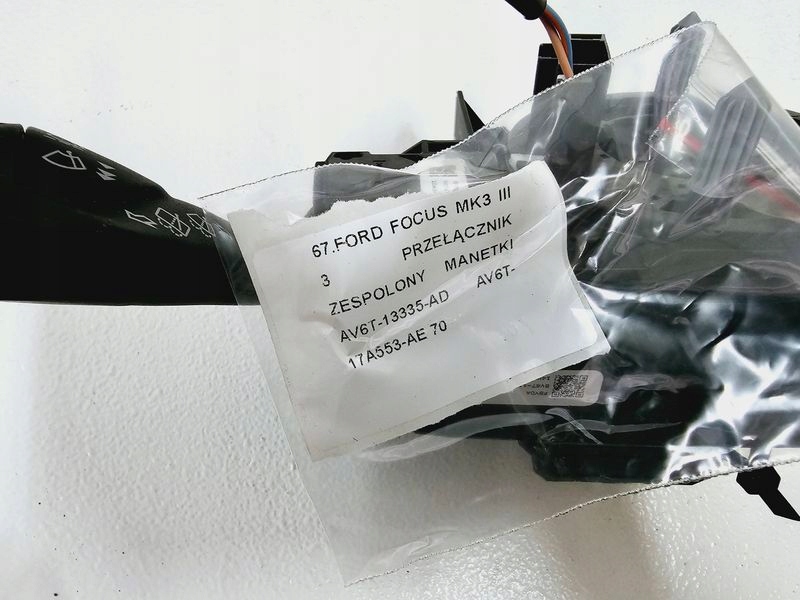 67.FORD FOCUS MK3 III
3 PRZEŁĄCZNIK
ZESPOLONY MANETKI
AV6T-13335-AD AV6T-
17A553-AE 70